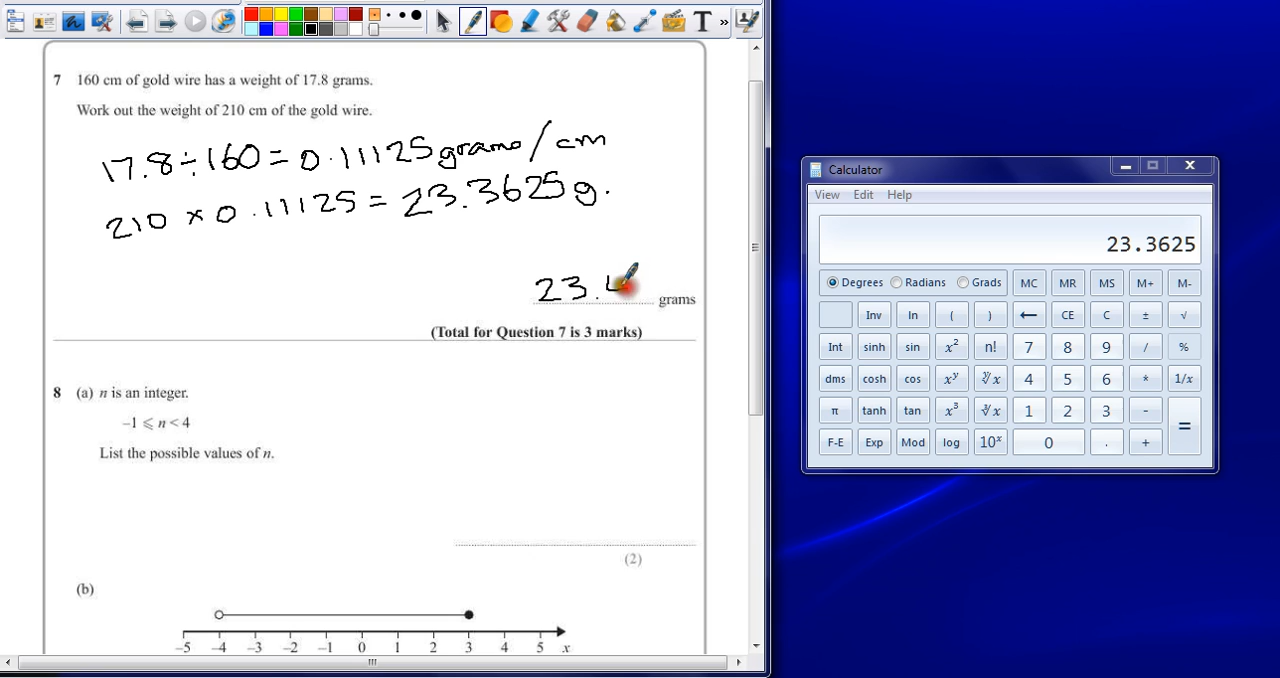 7 160 cm of gold wire has a weight of 17.8 grams.
Work out the weight of 210 cm of the gold wire.
17.8 ÷ 160 = 0.11125 grams/cm
210 × 0.11125 = 23.3625 g.
23.4
grams
(Total for Question 7 is 3 marks)
8 (a) n is an integer.
–1 ⩽ n < 4
List the possible values of n.
(2)
(b)
–5 –4 –3 –2 –1 0 1 2 3 4 5 x
T »
Calculator
View Edit Help
23.3625
Degrees Radians Grads MC MR MS M+ M-
Inv ln ( ) ← CE C ± √
Int sinh sin x² n! 7 8 9 / %
dms cosh cos xʸ ʸ√x 4 5 6 * 1/x
π tanh tan x³ ³√x 1 2 3 - =
F-E Exp Mod log 10ˣ 0 . +